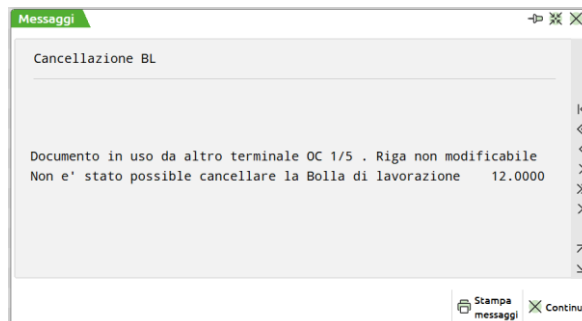 Messaggi
Cancellazione BL
Documento in uso da altro terminale OC 1/5 . Riga non modificabile
Non e' stato possible cancellare la Bolla di lavorazione 12.0000
Stampa
messaggi
Continu